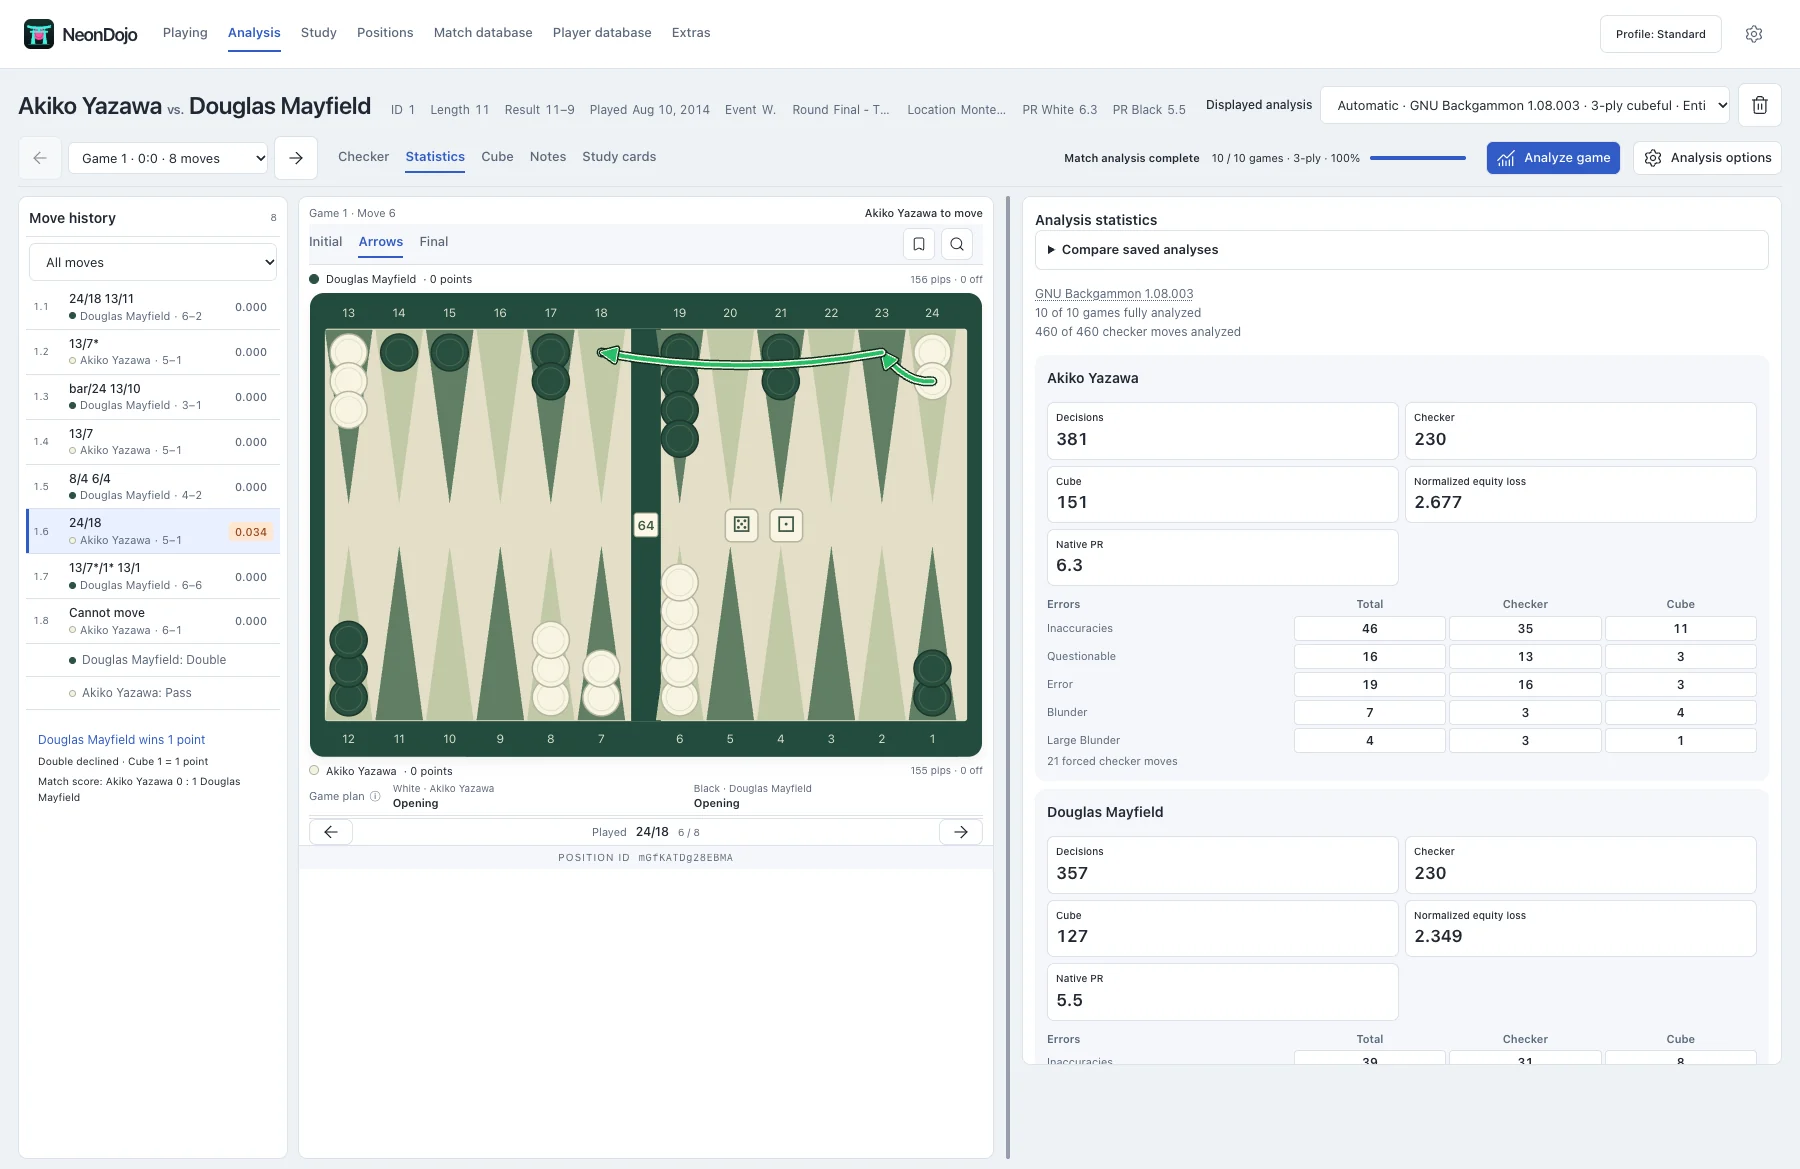 NeonDojo
Playing Analysis Study Positions Match database Player database Extras
Profile: Standard
Akiko Yazawa vs. Douglas Mayfield
ID 1 Length 11 Result 11–9 Played Aug 10, 2014 Event W. Round Final - T... Location Monte... PR White 6.3 PR Black 5.5
Displayed analysis
Automatic · GNU Backgammon 1.08.003 · 3-ply cubeful · Enti
Game 1 · 0:0 · 8 moves
Checker Statistics Cube Notes Study cards
Match analysis complete 10 / 10 games · 3-ply · 100%
Analyze game
Analysis options
Move history 8
All moves
1.1 24/18 13/11 0.000
Douglas Mayfield · 6–2
1.2 13/7* 0.000
Akiko Yazawa · 5–1
1.3 bar/24 13/10 0.000
Douglas Mayfield · 3–1
1.4 13/7 0.000
Akiko Yazawa · 5–1
1.5 8/4 6/4 0.000
Douglas Mayfield · 4–2
1.6 24/18 0.034
Akiko Yazawa · 5–1
1.7 13/7*/1* 13/1 0.000
Douglas Mayfield · 6–6
1.8 Cannot move 0.000
Akiko Yazawa · 6–1
Douglas Mayfield: Double
Akiko Yazawa: Pass
Douglas Mayfield wins 1 point
Double declined · Cube 1 = 1 point
Match score: Akiko Yazawa 0 : 1 Douglas
Mayfield
Game 1 · Move 6 Akiko Yazawa to move
Initial Arrows Final
Douglas Mayfield · 0 points 156 pips · 0 off
13 14 15 16 17 18 19 20 21 22 23 24
64
12 11 10 9 8 7 6 5 4 3 2 1
Akiko Yazawa · 0 points 155 pips · 0 off
Game plan
White · Akiko Yazawa
Opening
Black · Douglas Mayfield
Opening
Played 24/18 6 / 8
POSITION ID mGfKATDg28EBMA
Analysis statistics
Compare saved analyses
GNU Backgammon 1.08.003
10 of 10 games fully analyzed
460 of 460 checker moves analyzed
Akiko Yazawa
Decisions
381
Checker
230
Cube
151
Normalized equity loss
2.677
Native PR
6.3
Errors Total Checker Cube
Inaccuracies 46 35 11
Questionable 16 13 3
Error 19 16 3
Blunder 7 3 4
Large Blunder 4 3 1
21 forced checker moves
Douglas Mayfield
Decisions
357
Checker
230
Cube
127
Normalized equity loss
2.349
Native PR
5.5
Errors Total Checker Cube
Inaccuracies 39 31 8